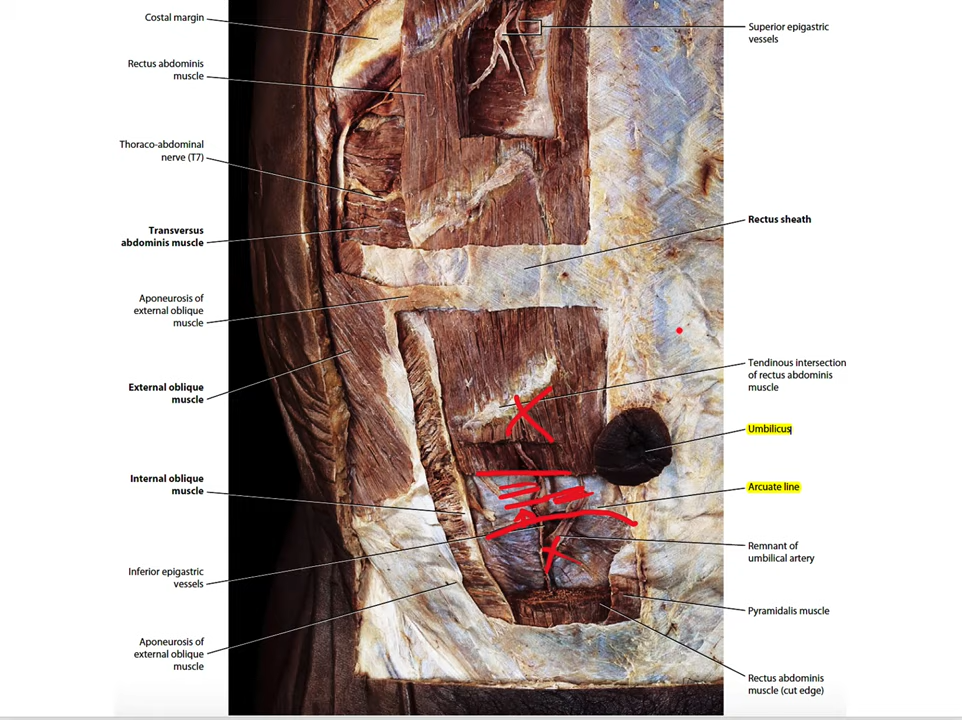 Costal margin
Rectus abdominis
muscle
Thoraco-abdominal
nerve (T7)
Transversus
abdominis muscle
Aponeurosis of
external oblique
muscle
External oblique
muscle
Internal oblique
muscle
Inferior epigastric
vessels
Aponeurosis of
external oblique
muscle
Superior epigastric
vessels
Rectus sheath
Tendinous intersection
of rectus abdominis
muscle
Umbilicus
Arcuate line
Remnant of
umbilical artery
Pyramidalis muscle
Rectus abdominis
muscle (cut edge)